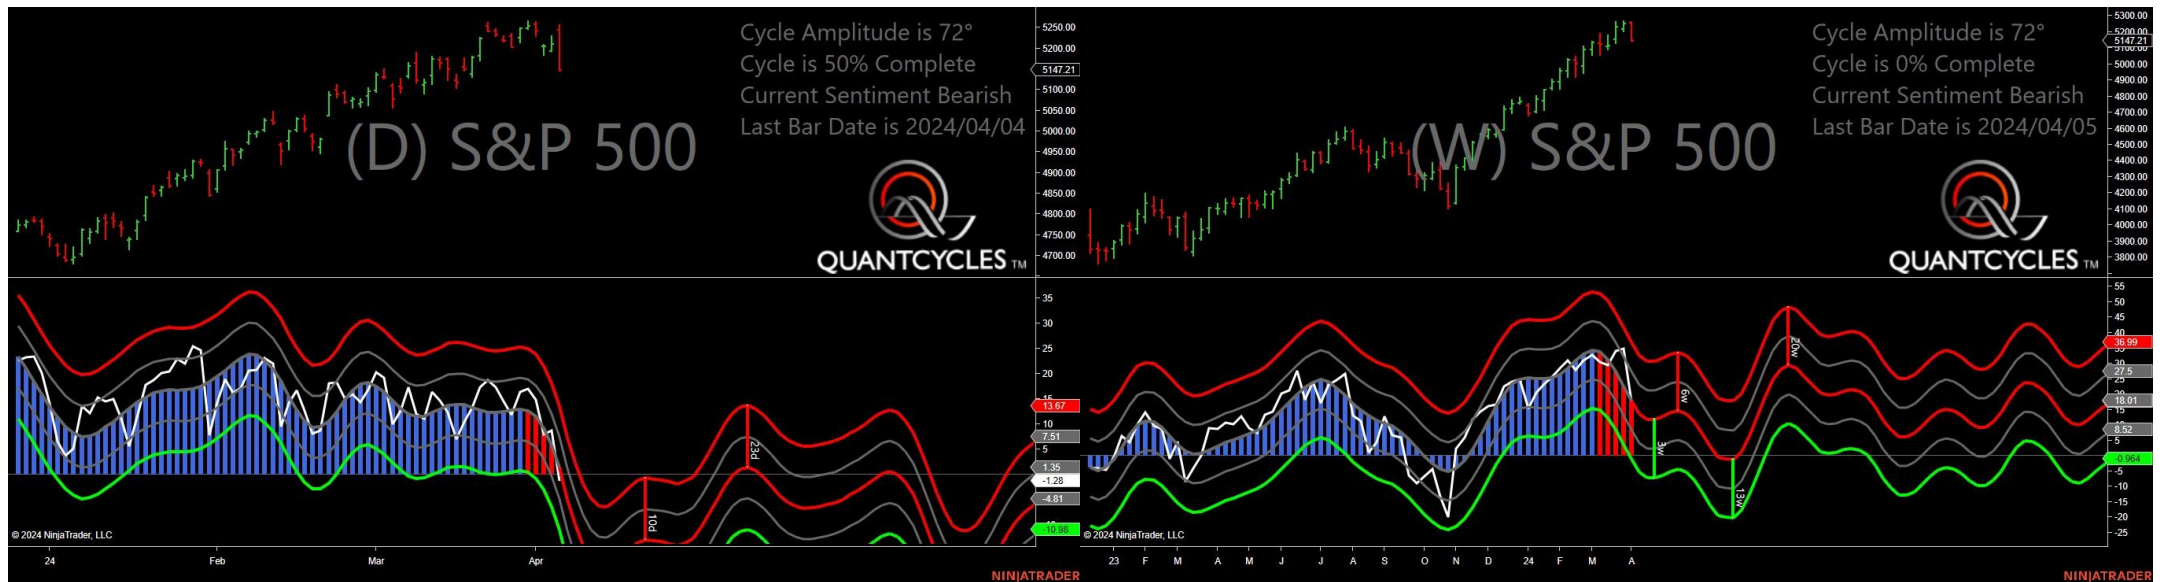 Cycle Amplitude is 72°
Cycle is 50% Complete
Current Sentiment Bearish
Last Bar Date is 2024/04/04
(D) S&P 500
QUANTCYCLES TM
5250.00
5200.00
5147.21
5100.00
5050.00
5000.00
4950.00
4900.00
4850.00
4800.00
4750.00
4700.00
35
30
25
20
15
13.67
10
7.51
5
1.35
-1.28
-4.81
-10.98
10d
23d
© 2024 NinjaTrader, LLC
24 Feb Mar Apr
NINJATRADER
Cycle Amplitude is 72°
Cycle is 0% Complete
Current Sentiment Bearish
Last Bar Date is 2024/04/05
(W) S&P 500
QUANTCYCLES TM
5300.00
5200.00
5147.21
5100.00
5000.00
4800.00
4700.00
4600.00
4500.00
4400.00
4300.00
4200.00
4100.00
4000.00
3900.00
3800.00
55
50
45
40
36.99
35
27.5
25
18.01
15
8.52
5
-0.964
-5
-10
-15
-20
-25
6w
3w
13w
20w
© 2024 NinjaTrader, LLC
23 F M A M J J A S O N D 24 F M A
NINJATRADER